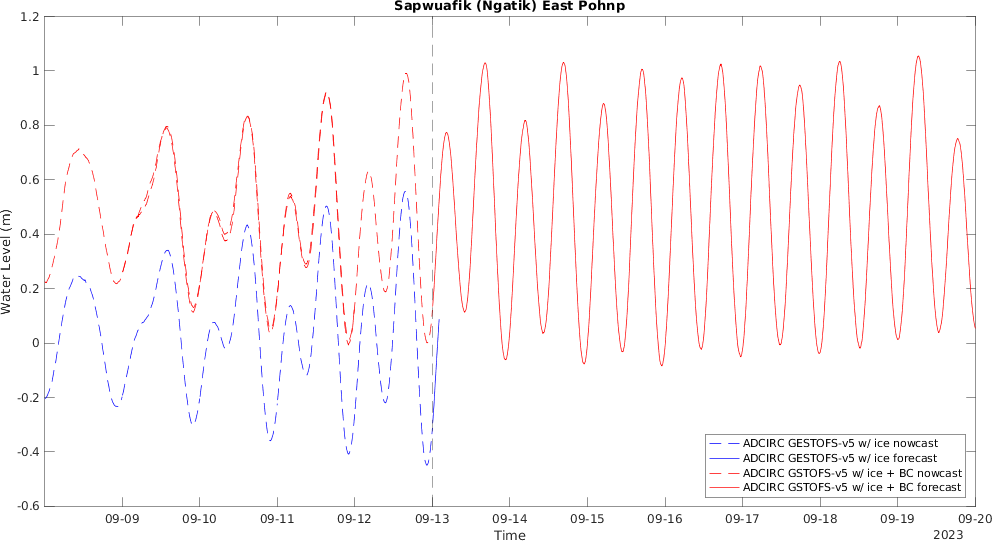 Sapwuafik (Ngatik) East Pohnp
1.2
1
0.8
0.6
0.4
0.2
0
-0.2
-0.4
-0.6
Water Level (m)
ADCIRC GESTOFS-v5 w/ ice nowcast
ADCIRC GESTOFS-v5 w/ ice forecast
ADCIRC GSTOFS-v5 w/ ice + BC nowcast
ADCIRC GSTOFS-v5 w/ ice + BC forecast
09-09 09-10 09-11 09-12 09-13 09-14 09-15 09-16 09-17 09-18 09-19 09-20
Time
2023